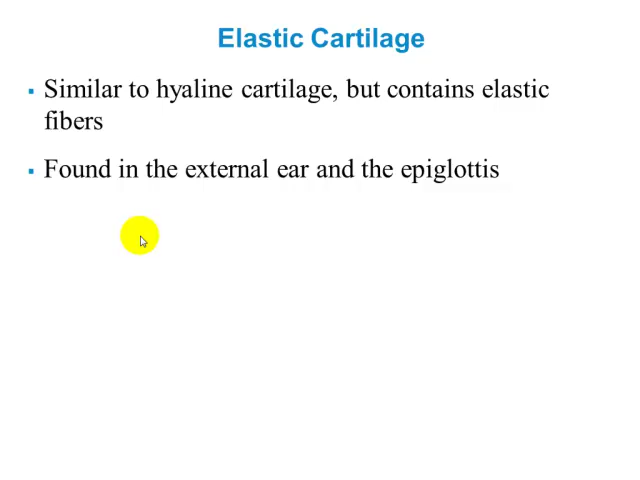 Elastic Cartilage
▪ Similar to hyaline cartilage, but contains elastic
fibers
▪ Found in the external ear and the epiglottis